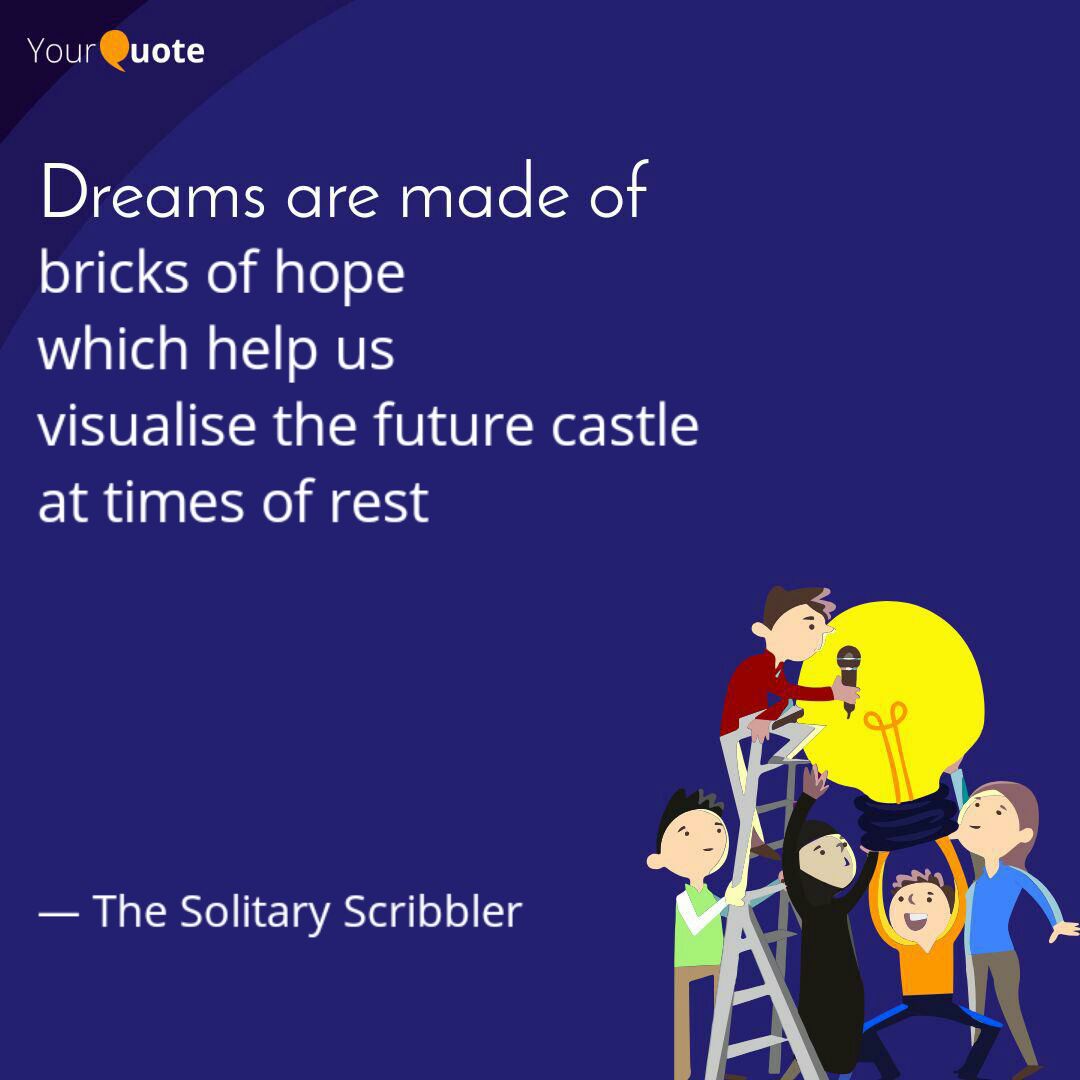 YourQuote
Dreams are made of
bricks of hope
which help us
visualise the future castle
at times of rest
— The Solitary Scribbler